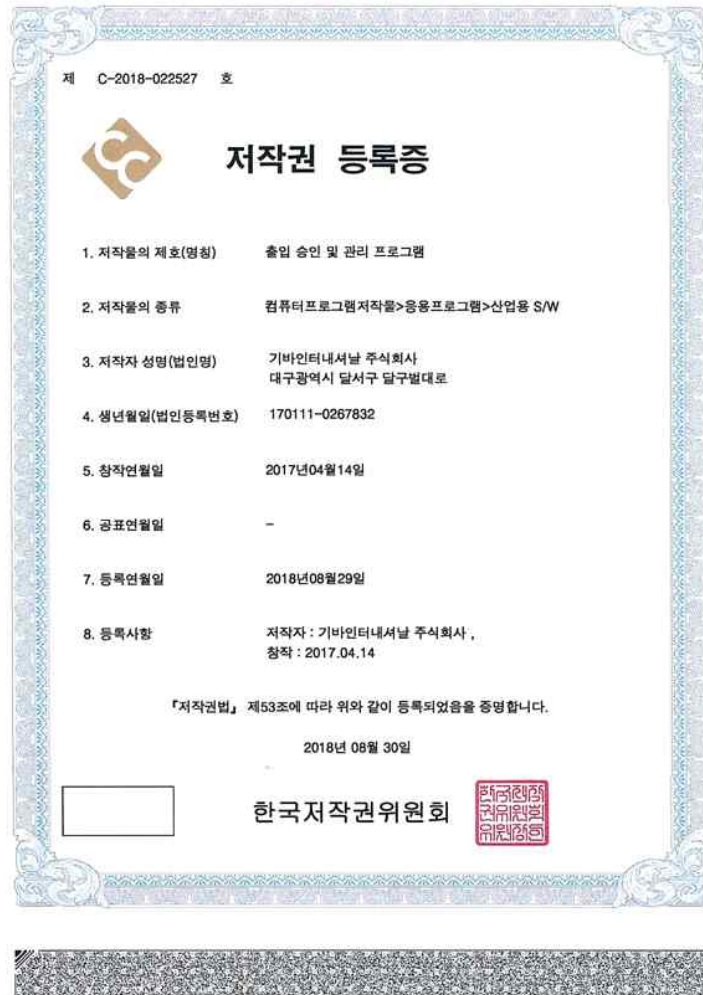 제 C-2018-022527 호
저작권 등록증
1. 저작물의 제호(명칭) 출입 승인 및 관리 프로그램
2. 저작물의 종류 컴퓨터프로그램저작물>응용프로그램>산업용 S/W
3. 저작자 성명(법인명) 기바인터내셔날 주식회사
대구광역시 달서구 달구벌대로
4. 생년월일(법인등록번호) 170111-0267832
5. 창작연월일 2017년04월14일
6. 공표연월일 -
7. 등록연월일 2018년08월29일
8. 등록사항 저작자 : 기바인터내셔날 주식회사 ,
창작 : 2017.04.14
『저작권법』 제53조에 따라 위와 같이 등록되었음을 증명합니다.
2018년 08월 30일
한국저작권위원회